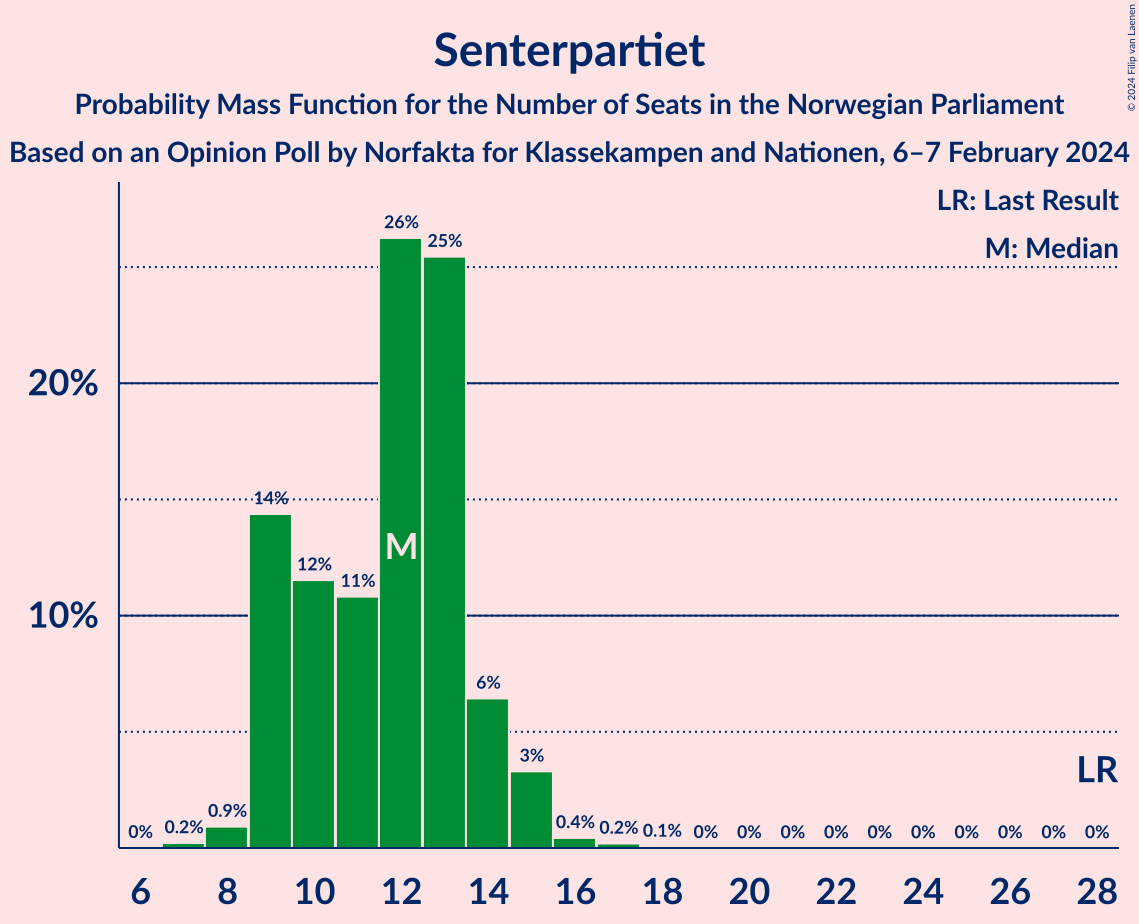 Senterpartiet
Probability Mass Function for the Number of Seats in the Norwegian Parliament
Based on an Opinion Poll by Norfakta for Klassekampen and Nationen, 6–7 February 2024
© 2024 Filip van Laenen
LR: Last Result
M: Median
20%
10%
0% 0.2% 0.9% 14% 12% 11% 26% 25% 6% 3% 0.4% 0.2% 0.1% 0% 0% 0% 0% 0% 0% 0% 0% 0% 0%
M
LR
6 8 10 12 14 16 18 20 22 24 26 28